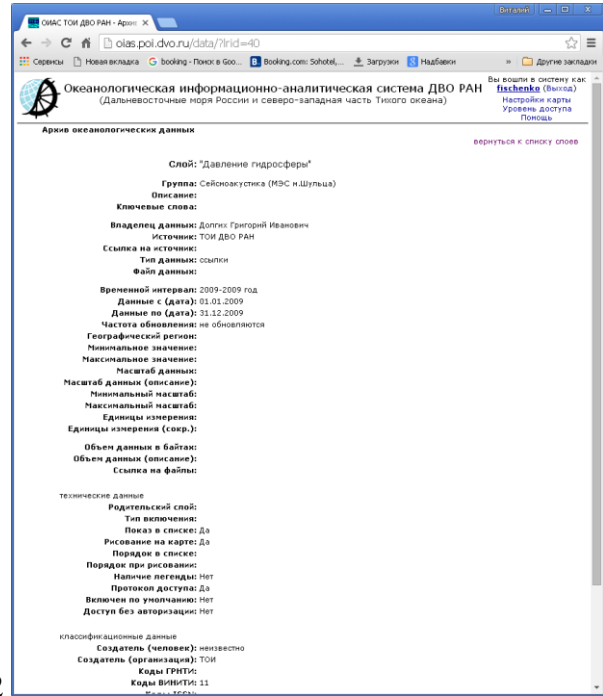 Виталий
ОИАС ТОИ ДВО РАН - Архив
oias.poi.dvo.ru/data/?lrid=40
Сервисы Новая вкладка booking - Поиск в Goo... Booking.com: Sohotel,... Загрузки Надбавки » Другие закладки
Океанологическая информационно-аналитическая система ДВО РАН
(Дальневосточные моря России и северо-западная часть Тихого океана)
Вы вошли в систему как
fischenko (Выход)
Настройки карты
Уровень доступа
Помощь
Архив океанологических данных
вернуться к списку слоев
Слой: "Давление гидросферы"
Группа: Сейсмоакустика (МЭС м.Шульца)
Описание:
Ключевые слова:
Владелец данных: Долгих Григорий Иванович
Источник: ТОИ ДВО РАН
Ссылка на источник:
Тип данных: ссылки
Файл данных:
Временной интервал: 2009-2009 год
Данные с (дата): 01.01.2009
Данные по (дата): 31.12.2009
Частота обновления: не обновляются
Географический регион:
Минимальное значение:
Максимальное значение:
Масштаб данных:
Масштаб данных (описание):
Минимальный масштаб:
Максимальный масштаб:
Единицы измерения:
Единицы измерения (сокр.):
Объем данных в байтах:
Объем данных (описание):
Ссылка на файлы:
технические данные
Родительский слой:
Тип включения:
Показ в списке: Да
Рисование на карте: Да
Порядок в списке:
Порядок при рисовании:
Наличие легенды: Нет
Протокол доступа: Да
Включен по умолчанию: Нет
Доступ без авторизации: Нет
классификационные данные
Создатель (человек): неизвестно
Создатель (организация): ТОИ
Коды ГРНТИ:
Коды ВИНИТИ: 11